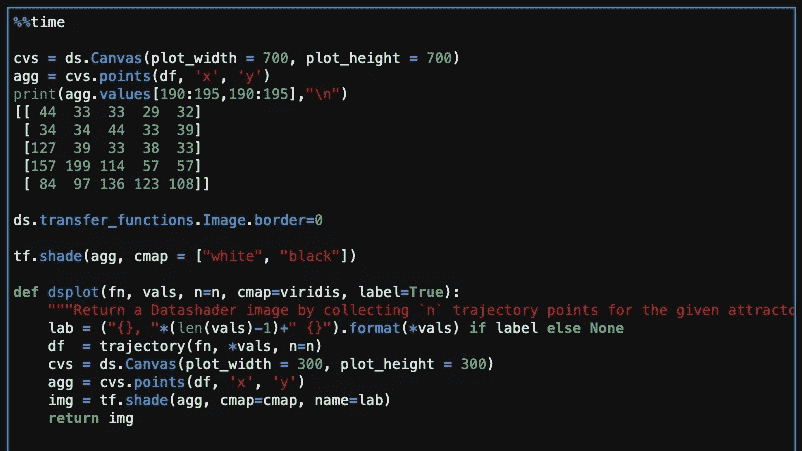 %%time
cvs = ds.Canvas(plot_width = 700, plot_height = 700)
agg = cvs.points(df, 'x', ‘y’)
print(agg.values[190:195,190:195],"\n")
[[ 44  33  33  29  32]
 [ 34  34  44  33  39]
 [127  39  33  38  33]
 [157 199 114  57  57]
 [ 84  97 136 123 108]]
ds.transfer_functions.Image.border=0
tf.shade(agg, cmap = ["white", "black"])
def dsplot(fn, vals, n=n, cmap=viridis, label=True):
    """Return a Datashader image by collecting `n` trajectory points for the given attracto
    lab = ("{}, "*(len(vals)-1)+" {}").format(*vals) if label else None
    df  = trajectory(fn, *vals, n=n)
    cvs = ds.Canvas(plot_width = 300, plot_height = 300)
    agg = cvs.points(df, 'x', 'y')
    img = tf.shade(agg, cmap=cmap, name=lab)
    return img